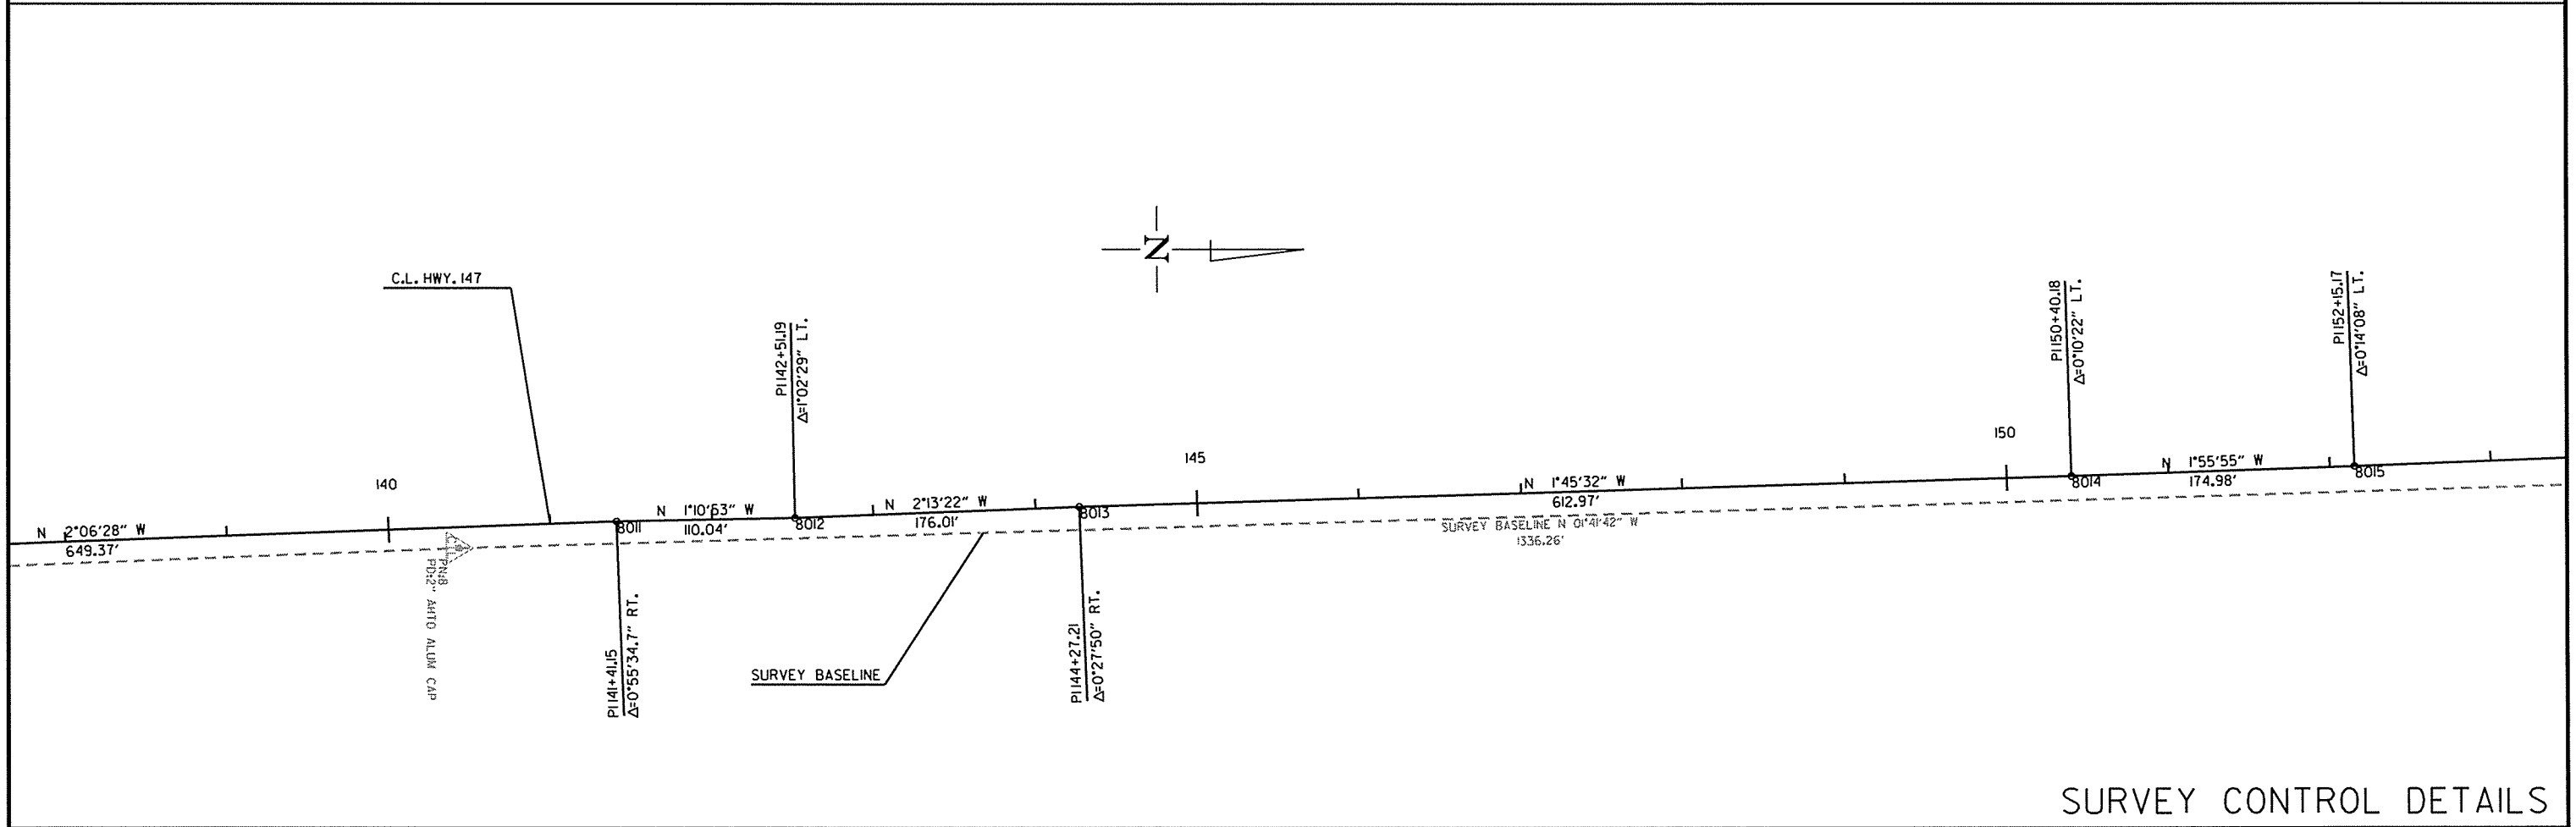 N
C.L. HWY. 147
PI 142+51.19
Δ=1°02'29" LT.
PI 150+40.18
Δ=0°10'22" LT.
PI 152+15.17
Δ=0°14'08" LT.
140
145
150
N 2°06'28" W
649.37'
8011
N 1°10'53" W
110.04'
8012
N 2°13'22" W
176.01'
8013
N 1°45'32" W
612.97'
8014
N 1°55'55" W
174.98'
8015
SURVEY BASELINE N 01°41'42" W
1336.26'
PN:8
PD:2" AHTD ALUM CAP
PI 141+41.15
Δ=0°55'34.7" RT.
SURVEY BASELINE
PI 144+27.21
Δ=0°27'50" RT.
SURVEY CONTROL DETAILS